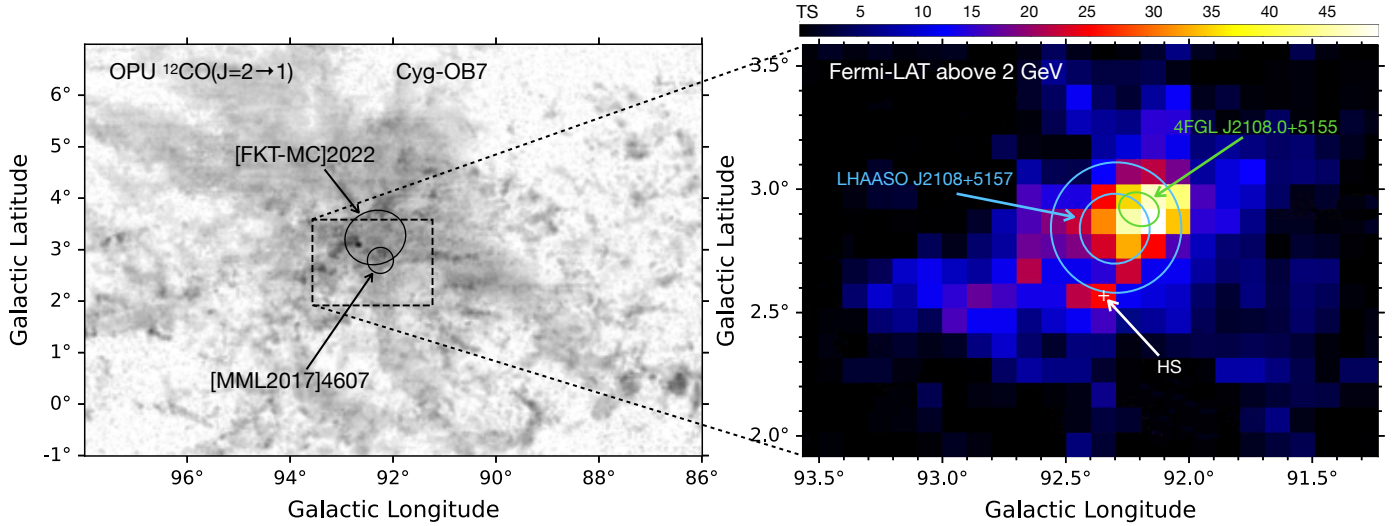 OPU ¹²CO(J=2→1)
Cyg-OB7
[FKT-MC]2022
[MML2017]4607
Galactic Latitude
6°
5°
4°
3°
2°
1°
0°
-1°
96°
94°
92°
90°
88°
86°
Galactic Longitude
TS
5
10
15
20
25
30
35
40
45
Fermi-LAT above 2 GeV
4FGL J2108.0+5155
LHAASO J2108+5157
HS
Galactic Latitude
3.5°
3.0°
2.5°
2.0°
93.5°
93.0°
92.5°
92.0°
91.5°
Galactic Longitude